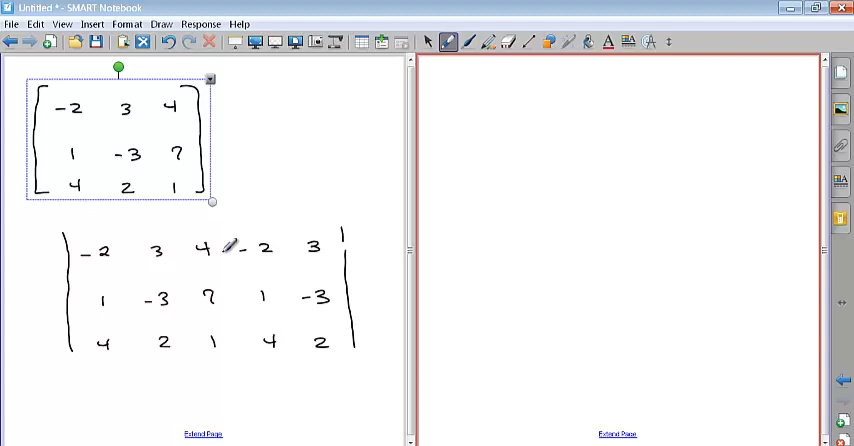 Untitled * - SMART Notebook
File Edit View Insert Format Draw Response Help
-2 3 4
1 -3 7
4 2 1
-2 3 4 -2 3
1 -3 7 1 -3
4 2 1 4 2
Extend Page Extend Page